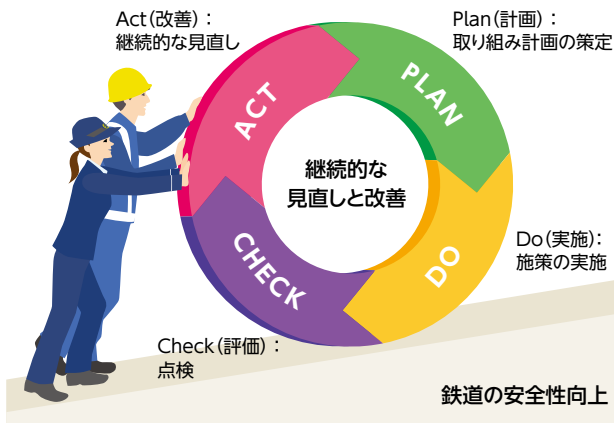 Act(改善):
継続的な見直し
Plan(計画):
取り組み計画の策定
ACT
PLAN
継続的な
見直しと改善
CHECK
DO
Do(実施):
施策の実施
Check(評価):
点検
鉄道の安全性向上